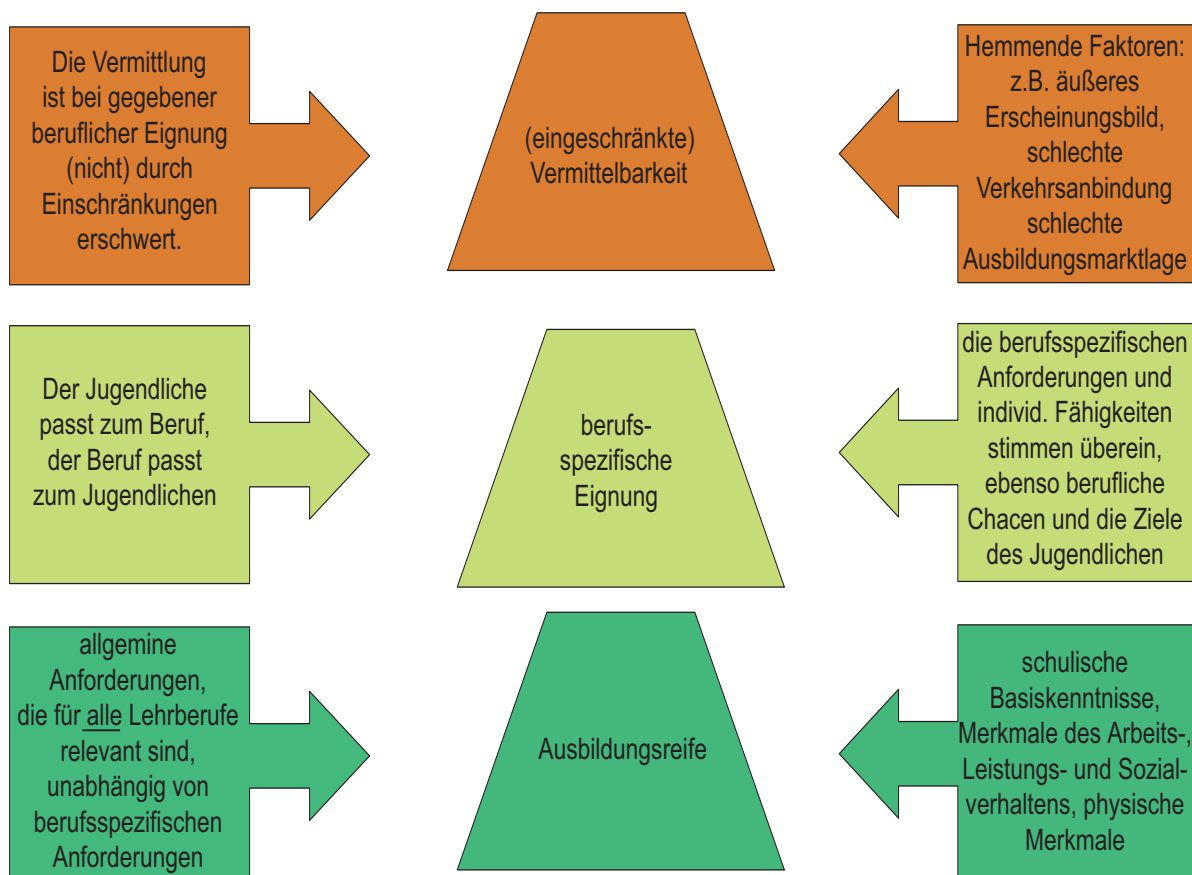 Die Vermittlung
ist bei gegebener
beruflicher Eignung
(nicht) durch
Einschränkungen
erschwert.
(eingeschränkte)
Vermittelbarkeit
Hemmende Faktoren:
z.B. äußeres
Erscheinungsbild,
schlechte
Verkehrsanbindung
schlechte
Ausbildungsmarktlage
Der Jugendliche
passt zum Beruf,
der Beruf passt
zum Jugendlichen
berufs-
spezifische
Eignung
die berufsspezifischen
Anforderungen und
individ. Fähigkeiten
stimmen überein,
ebenso berufliche
Chacen und die Ziele
des Jugendlichen
allgmine
Anforderungen,
die für alle Lehrberufe
relevant sind,
unabhängig von
berufsspezifischen
Anforderungen
Ausbildungsreife
schulische
Basiskenntnisse,
Merkmale des Arbeits-,
Leistungs- und Sozial-
verhaltens, physische
Merkmale